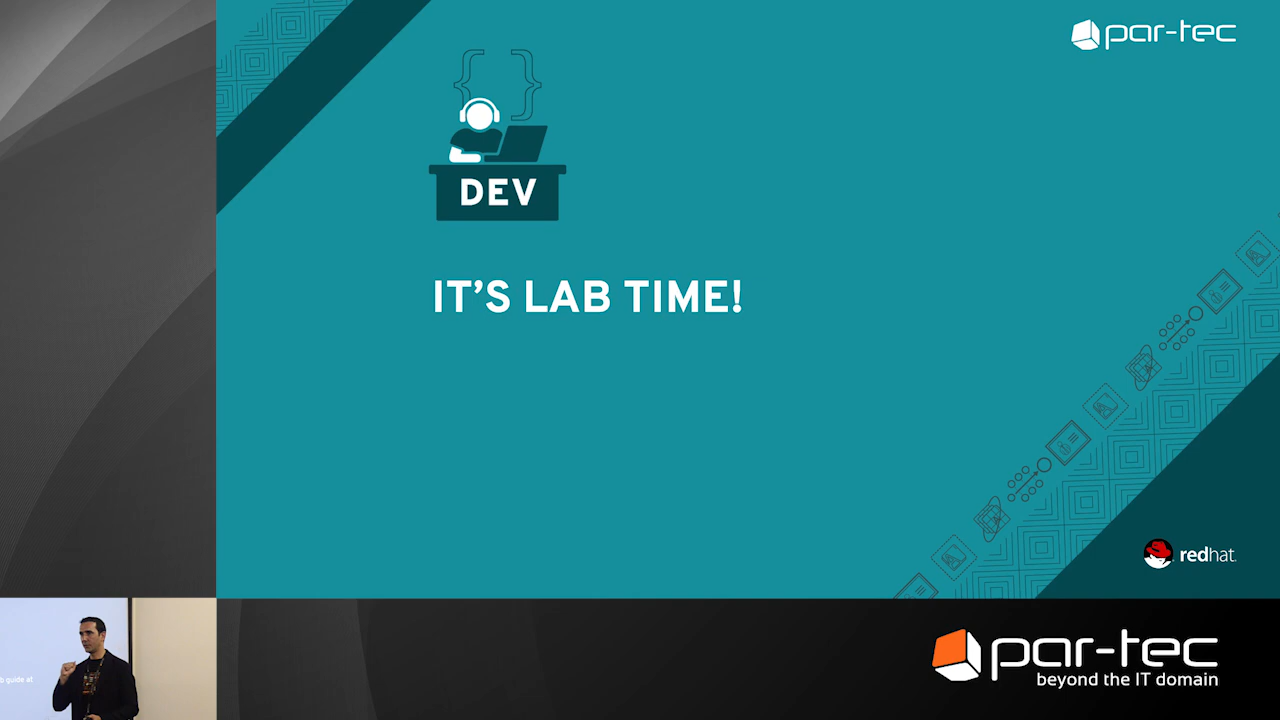 par-tec
DEV
IT'S LAB TIME!
redhat.
b guide at
par-tec
beyond the IT domain